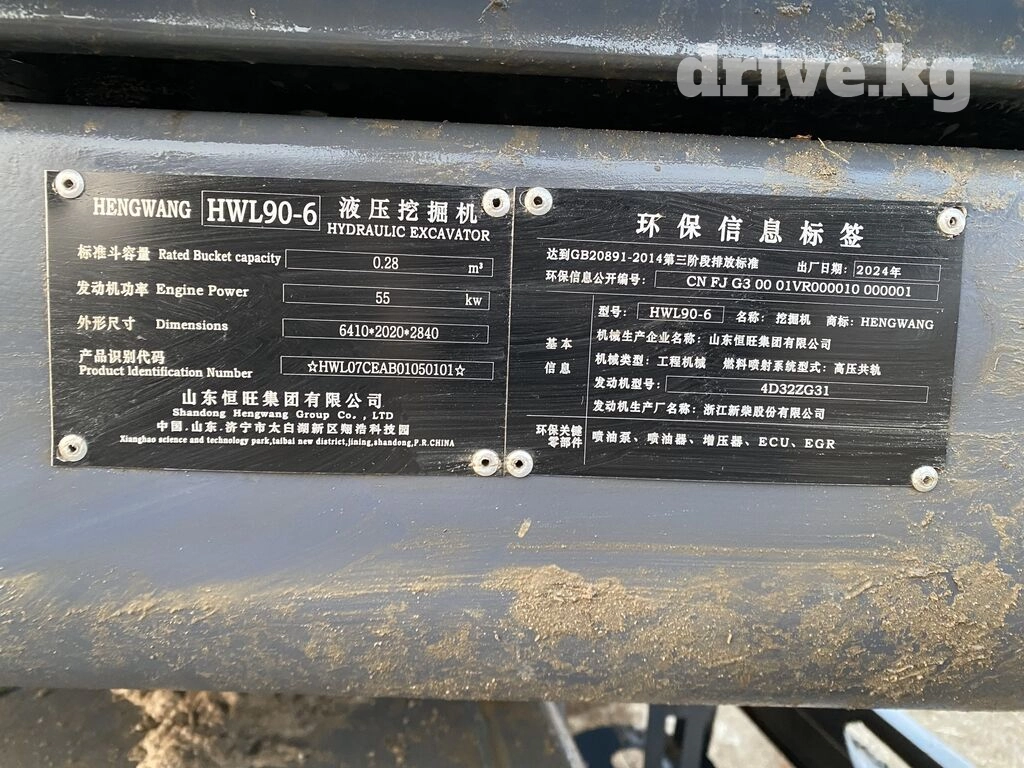 drive.kg
HENGWANG HWL90-6 液压挖掘机
HYDRAULIC EXCAVATOR
标准斗容量 Rated Bucket capacity 0.28 m³
发动机功率 Engine Power 55 kw
外形尺寸 Dimensions 6410*2020*2840
产品识别代码
Product Identification Number ☆HWL07CEAB01050101☆
山东恒旺集团有限公司
Shandong Hengwang Group Co., LTD
中国.山东.济宁市太白湖新区翔浩科技园
Xianghao science and technology park,taibai new district,jining,shandong,P.R.CHINA
环保信息标签
达到GB20891-2014第三阶段排放标准 出厂日期: 2024年
环保信息公开编号: CN FJ G3 00 01VR000010 000001
基本信息
型号: HWL90-6 名称: 挖掘机 商标: HENGWANG
机械生产企业名称: 山东恒旺集团有限公司
机械类型: 工程机械 燃料喷射系统型式: 高压共轨
发动机型号: 4D32ZG31
发动机生产厂名称: 浙江新柴股份有限公司
环保关键
零部件
喷油泵、喷油器、增压器、ECU、EGR